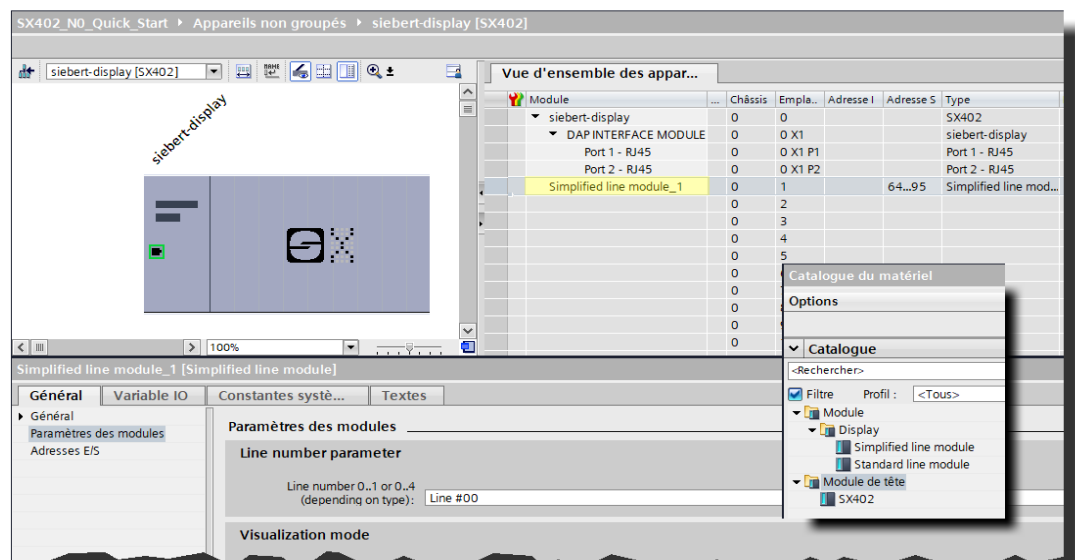 SX402_N0_Quick_Start ▸ Appareils non groupés ▸ siebert-display [SX402]
siebert-display [SX402]
siebert-display
100%
Vue d'ensemble des appar...
Module ... Châssis Empla.. Adresse I Adresse S Type
siebert-display 0 0 SX402
DAP INTERFACE MODULE 0 0 X1 siebert-display
Port 1 - RJ45 0 0 X1 P1 Port 1 - RJ45
Port 2 - RJ45 0 0 X1 P2 Port 2 - RJ45
Simplified line module_1 0 1 64...95 Simplified line mod...
0 2
0 3
0 4
0 5
0
0
0
0
0
Catalogue du matériel
Options
Catalogue
<Rechercher>
Filtre Profil : <Tous>
Module
Display
Simplified line module
Standard line module
Module de tête
SX402
Simplified line module_1 [Simplified line module]
Général Variable IO Constantes systè... Textes
Général
Paramètres des modules
Adresses E/S
Paramètres des modules
Line number parameter
Line number 0..1 or 0..4
(depending on type): Line #00
Visualization mode